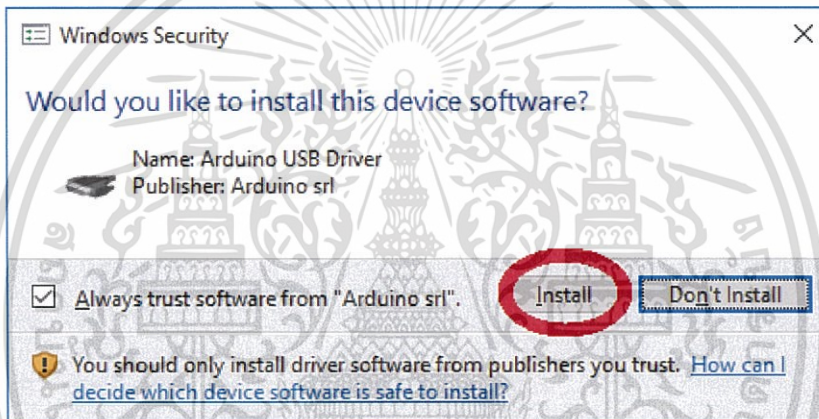 Windows Security
Would you like to install this device software?
Name: Arduino USB Driver
Publisher: Arduino srl
Always trust software from "Arduino srl".
Install
Don't Install
You should only install driver software from publishers you trust. How can I
decide which device software is safe to install?